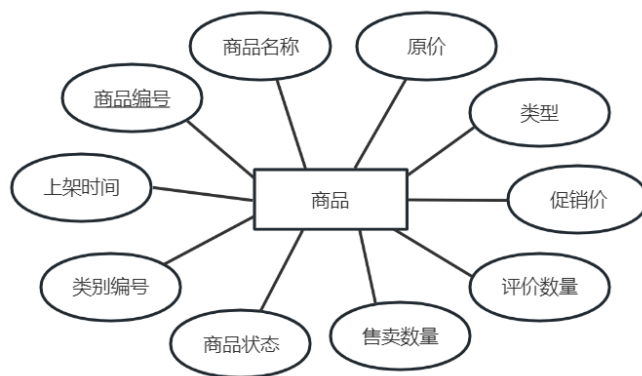 商品名称
原价
商品编号
类型
上架时间
商品
促销价
类别编号
评价数量
商品状态
售卖数量